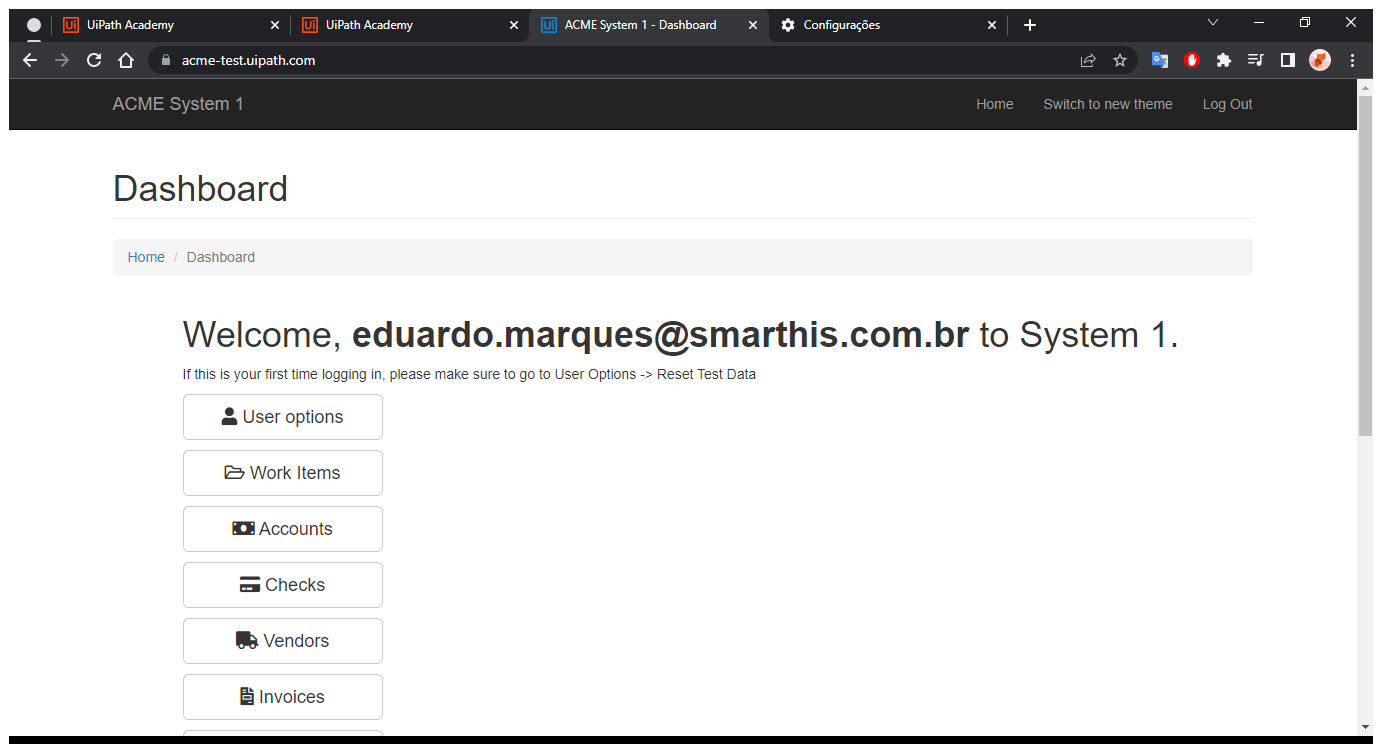 UiPath Academy
UiPath Academy
ACME System 1 - Dashboard
Configurações
acme-test.uipath.com
ACME System 1
Home
Switch to new theme
Log Out
Dashboard
Home / Dashboard
Welcome, eduardo.marques@smarthis.com.br to System 1.
If this is your first time logging in, please make sure to go to User Options -> Reset Test Data
User options
Work Items
Accounts
Checks
Vendors
Invoices